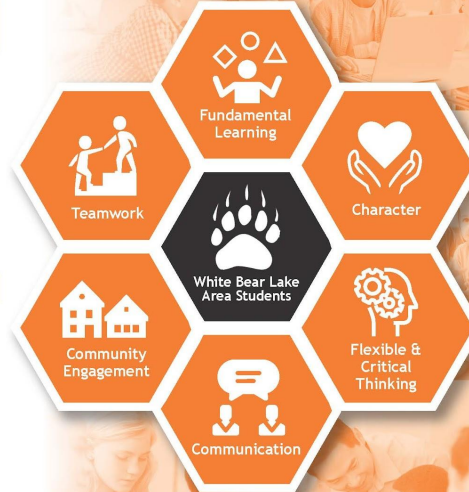 Fundamental
Learning
Teamwork
Character
White Bear Lake
Area Students
Community
Engagement
Flexible &
Critical
Thinking
Communication